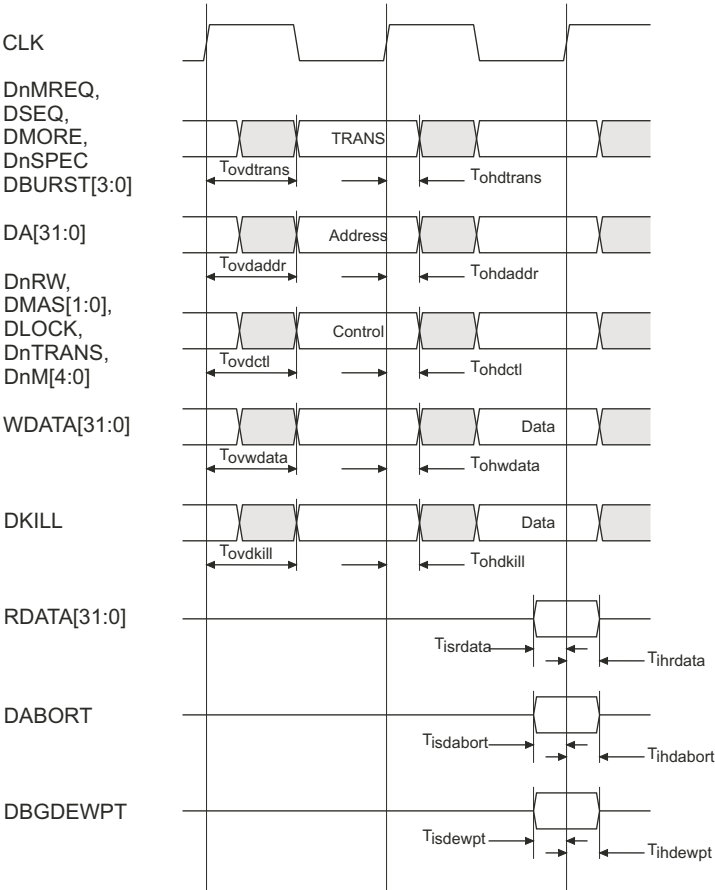 CLK
DnMREQ,
DSEQ,
DMORE,
DnSPEC
DBURST[3:0]
TRANS
Tovdtrans
Tohdtrans
DA[31:0]
Address
Tovdaddr
Tohdaddr
DnRW,
DMAS[1:0],
DLOCK,
DnTRANS,
DnM[4:0]
Control
Tovdctl
Tohdctl
WDATA[31:0]
Data
Tovwdata
Tohwdata
DKILL
Data
Tovdkill
Tohdkill
RDATA[31:0]
Tisrdata
Tihrdata
DABORT
Tisdabort
Tihdabort
DBGDEWPT
Tisdewpt
Tihdewpt